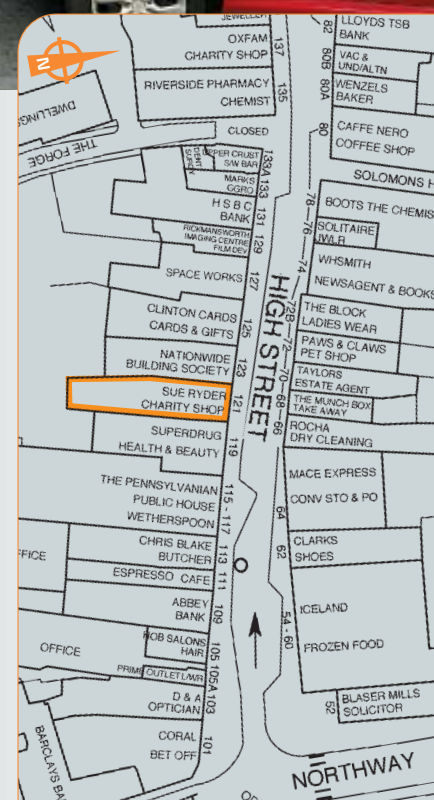 JEWELLER
OXFAM
CHARITY SHOP
137
RIVERSIDE PHARMACY
CHEMIST
135
DWELLING
THE FORGE
CLOSED
UPPER CRUST
S/W BAR
133A
MARKS
GGRO
133
H S B C
BANK
131
RICKMANSWORTH
IMAGING CENTRE
FILM DEV
129
SPACE WORKS
127
CLINTON CARDS
CARDS & GIFTS
125
NATIONWIDE
BUILDING SOCIETY
123
SUE RYDER
CHARITY SHOP
121
SUPERDRUG
HEALTH & BEAUTY
119
THE PENNSYLVANIAN
PUBLIC HOUSE
WETHERSPOON
115 - 117
CHRIS BLAKE
BUTCHER
113
ESPRESSO CAFE
111
ABBEY
BANK
109
HOB SALONS
HAIR
105
OFFICE
PRIME OUTLET L/WR
105A
D & A
OPTICIAN
103
CORAL
BET OFF
101
BARCLAYS BA
FFICE
N
HIGH STREET
LLOYDS TSB
BANK
82
VAC &
UND/ALTN
80B
WENZELS
BAKER
80A
CAFFE NERO
COFFEE SHOP
80
SOLOMONS H
BOOTS THE CHEMIS
78
SOLITAIRE
JWLR
76
WHSMITH
NEWSAGENT & BOOKS
74
THE BLOCK
LADIES WEAR
72B
PAWS & CLAWS
PET SHOP
72
TAYLORS
ESTATE AGENT
70
THE MUNCH BOX
TAKE AWAY
68
ROCHA
DRY CLEANING
66
MACE EXPRESS
CONV STO & PO
64
CLARKS
SHOES
62
ICELAND
FROZEN FOOD
54 - 60
BLASER MILLS
SOLICITOR
52
NORTHWAY